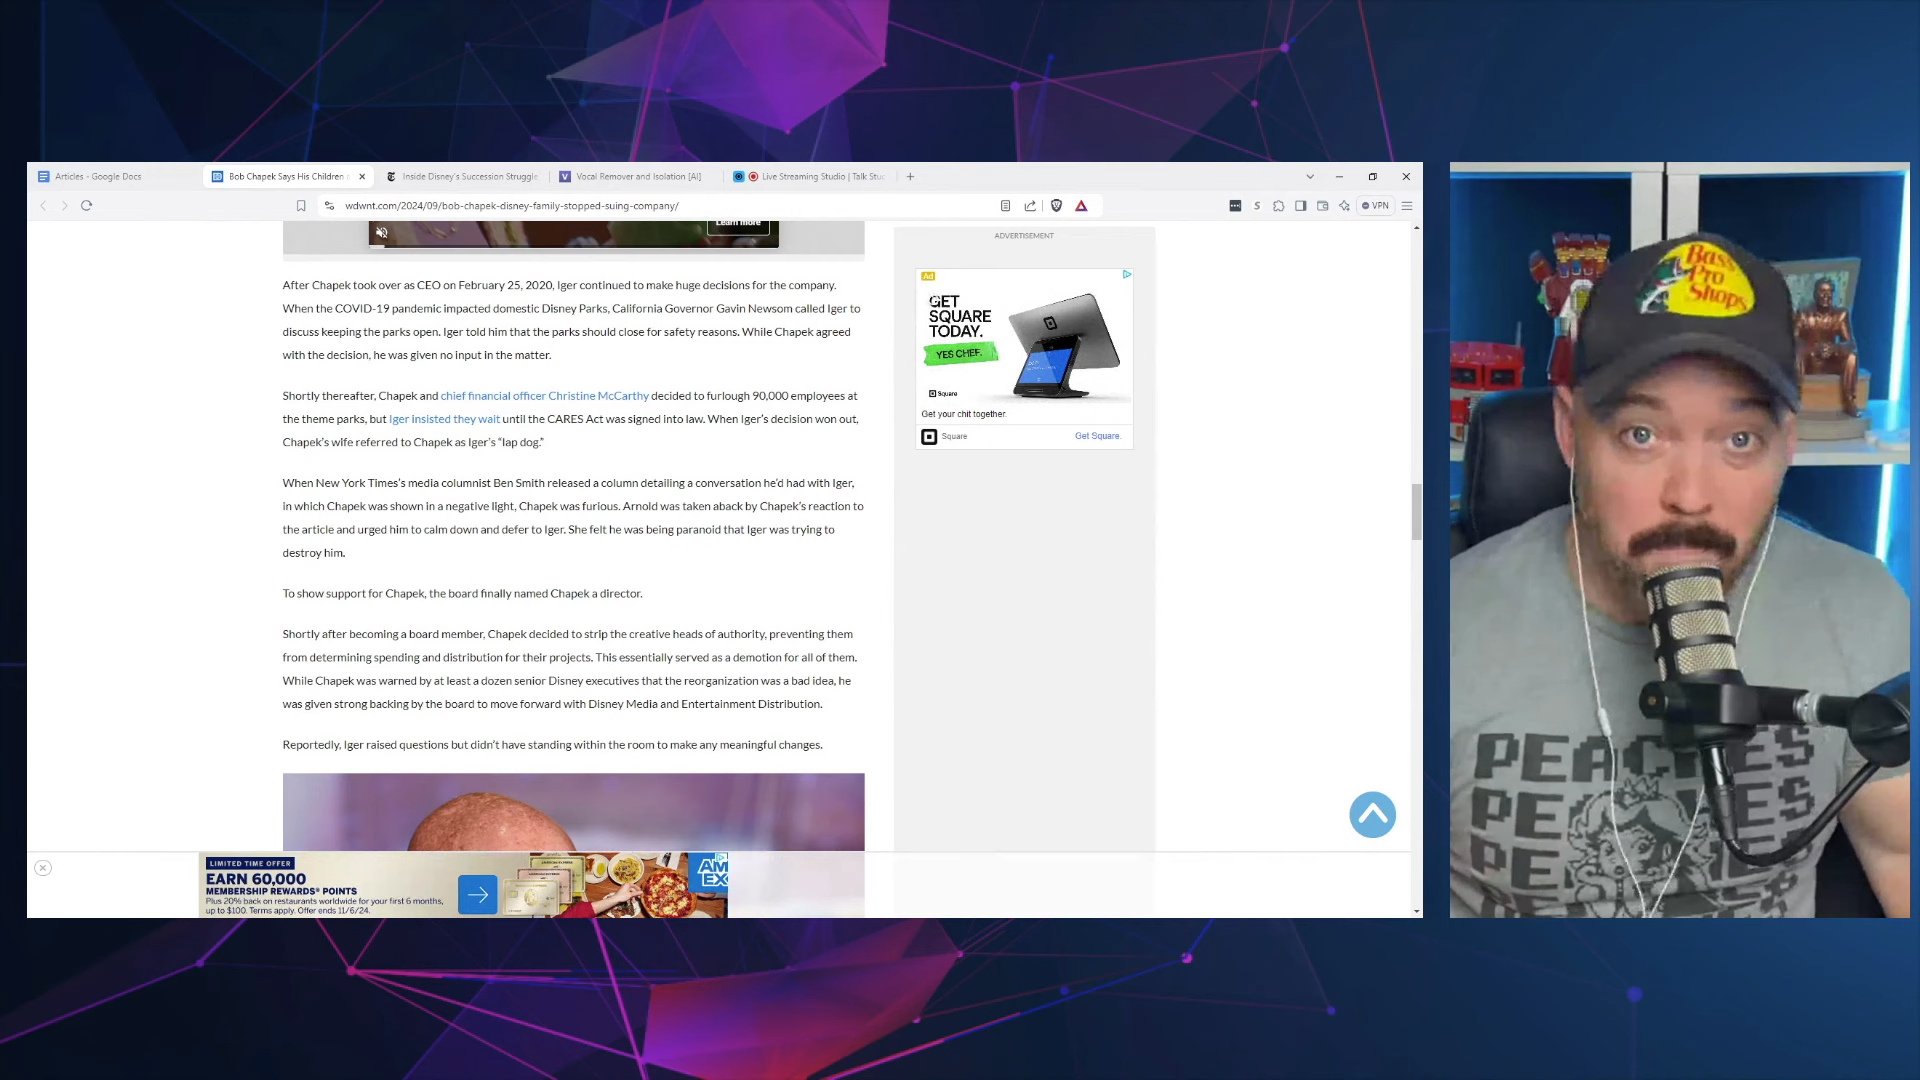 Articles - Google Docs
Bob Chapek Says His Children
Inside Disney's Succession Struggle
Vocal Remover and Isolation [AI]
Live Streaming Studio | Talk Stu
wdwnt.com/2024/09/bob-chapek-disney-family-stopped-suing-company/
VPN
Learn more
After Chapek took over as CEO on February 25, 2020, Iger continued to make huge decisions for the company.
When the COVID-19 pandemic impacted domestic Disney Parks, California Governor Gavin Newsom called Iger to
discuss keeping the parks open. Iger told him that the parks should close for safety reasons. While Chapek agreed
with the decision, he was given no input in the matter.
Shortly thereafter, Chapek and chief financial officer Christine McCarthy decided to furlough 90,000 employees at
the theme parks, but Iger insisted they wait until the CARES Act was signed into law. When Iger's decision won out,
Chapek's wife referred to Chapek as Iger's “lap dog.”
When New York Times's media columnist Ben Smith released a column detailing a conversation he'd had with Iger,
in which Chapek was shown in a negative light, Chapek was furious. Arnold was taken aback by Chapek's reaction to
the article and urged him to calm down and defer to Iger. She felt he was being paranoid that Iger was trying to
destroy him.
To show support for Chapek, the board finally named Chapek a director.
Shortly after becoming a board member, Chapek decided to strip the creative heads of authority, preventing them
from determining spending and distribution for their projects. This essentially served as a demotion for all of them.
While Chapek was warned by at least a dozen senior Disney executives that the reorganization was a bad idea, he
was given strong backing by the board to move forward with Disney Media and Entertainment Distribution.
Reportedly, Iger raised questions but didn't have standing within the room to make any meaningful changes.
ADVERTISEMENT
Ad
GET
SQUARE
TODAY.
YES CHEF.
Square
Get your chit together.
Square
Get Square.
LIMITED TIME OFFER
EARN 60,000
MEMBERSHIP REWARDS® POINTS
Plus 20% back on restaurants worldwide for your first 6 months,
up to $100. Terms apply. Offer ends 11/6/24.
AM
EX
Bass
Pro
Shops
PEACHES